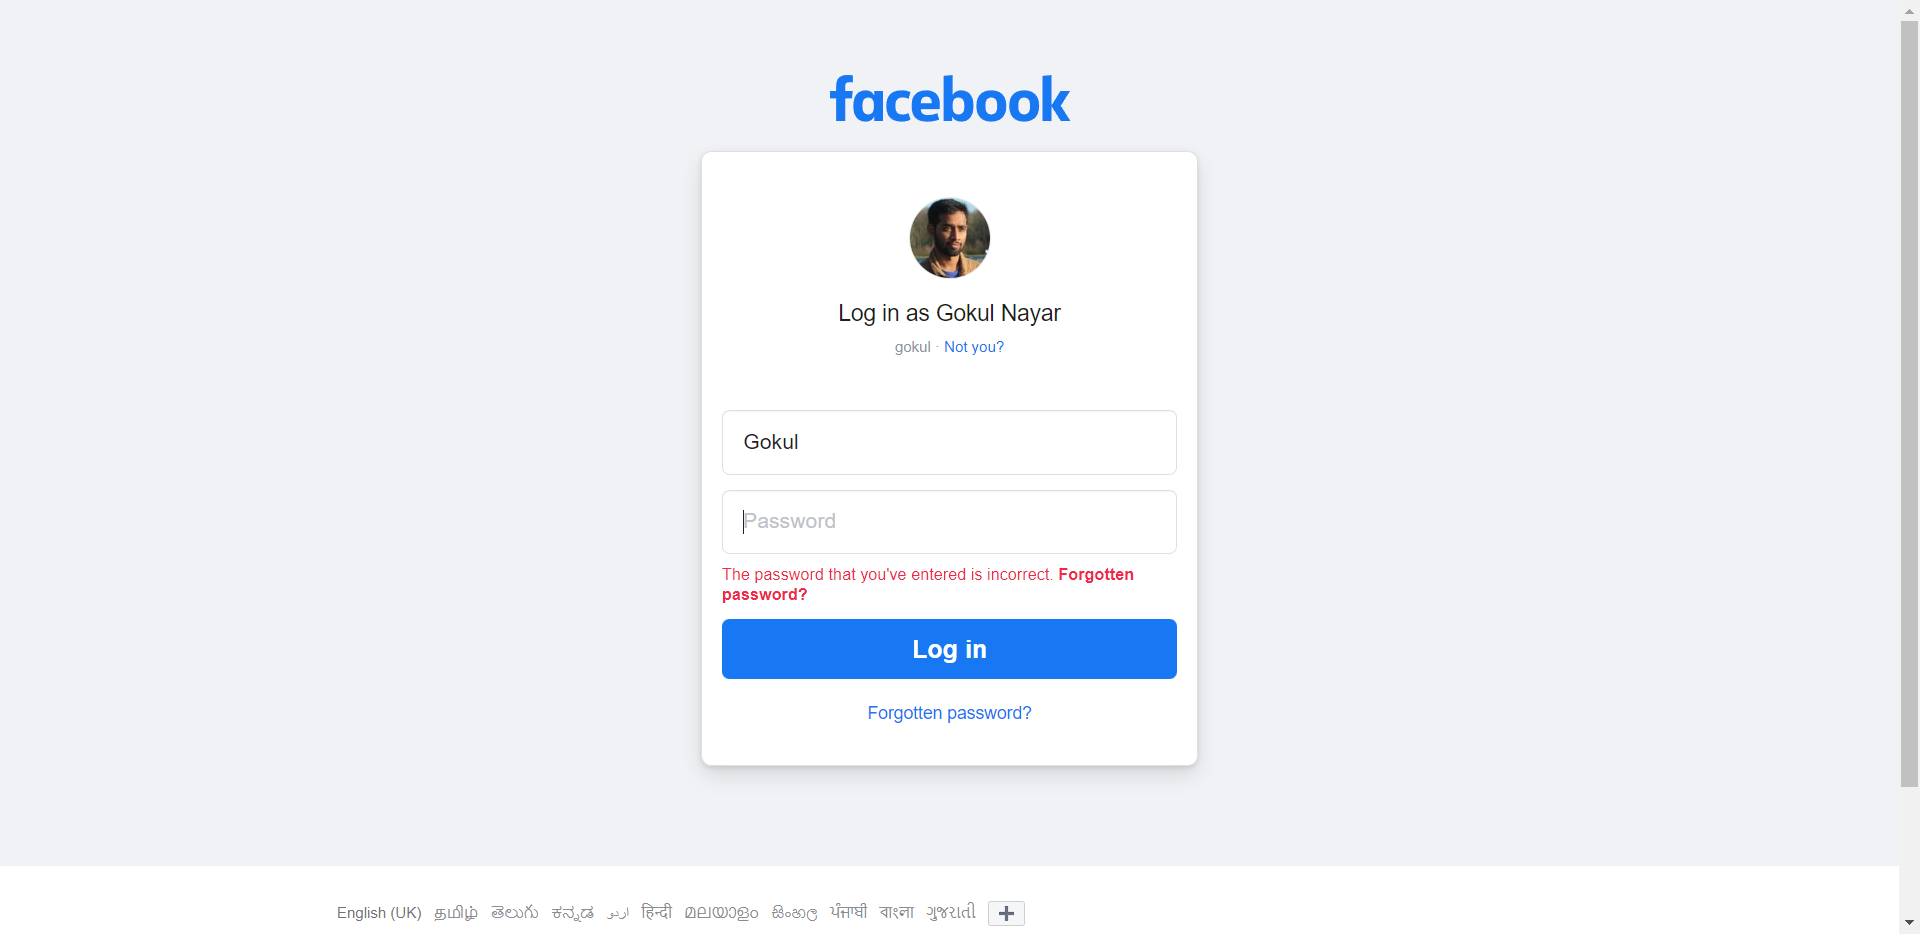 facebook
Log in as Gokul Nayar
gokul · Not you?
Gokul
Password
The password that you've entered is incorrect. Forgotten
password?
Log in
Forgotten password?
English (UK) தமிழ் తెలుగు ಕನ್ನಡ اردو हिन्दी മലയാളം සිංහල ਪੰਜਾਬੀ বাংলা ગુજરાતી